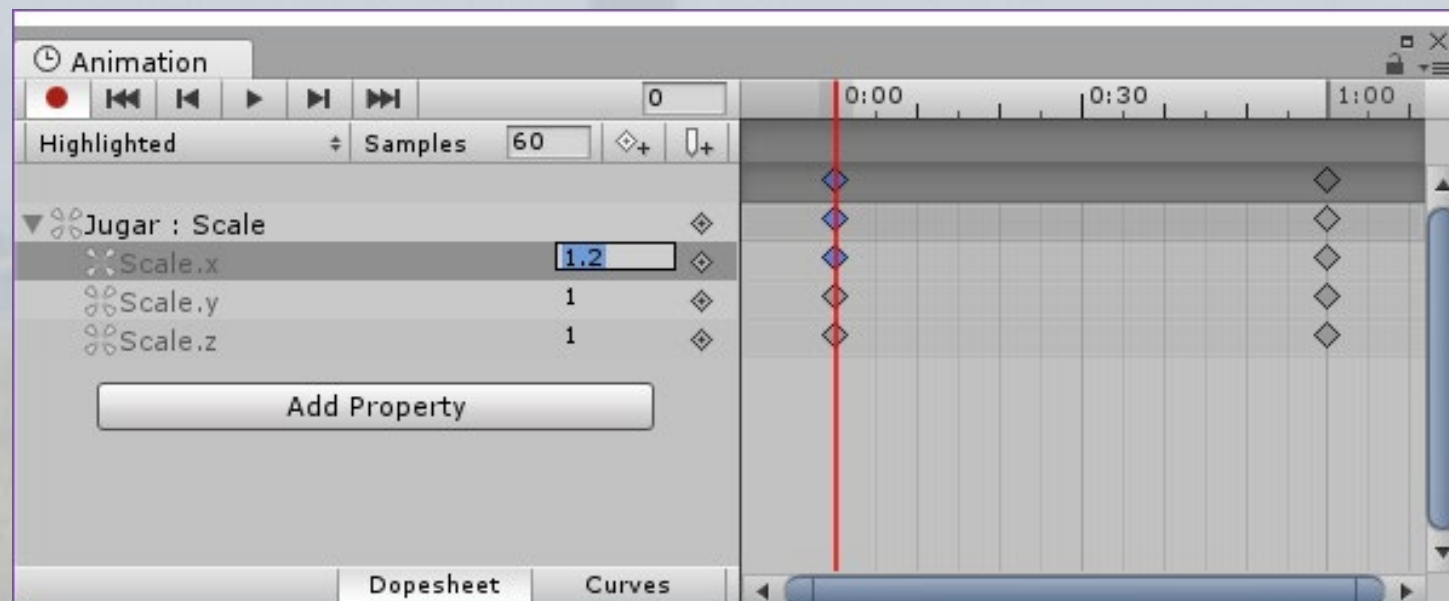 Animation
0 0:00 0:30 1:00
Highlighted Samples 60
Jugar : Scale
Scale.x 1.2
Scale.y 1
Scale.z 1
Add Property
Dopesheet Curves